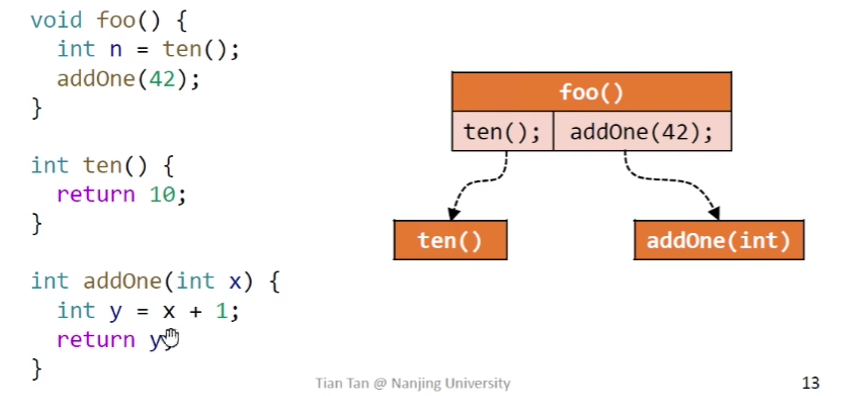 void foo() {
  int n = ten();
  addOne(42);
}
int ten() {
  return 10;
}
int addOne(int x) {
  int y = x + 1;
  return y;
}
foo()
ten(); addOne(42);
ten() addOne(int)
Tian Tan @ Nanjing University 13